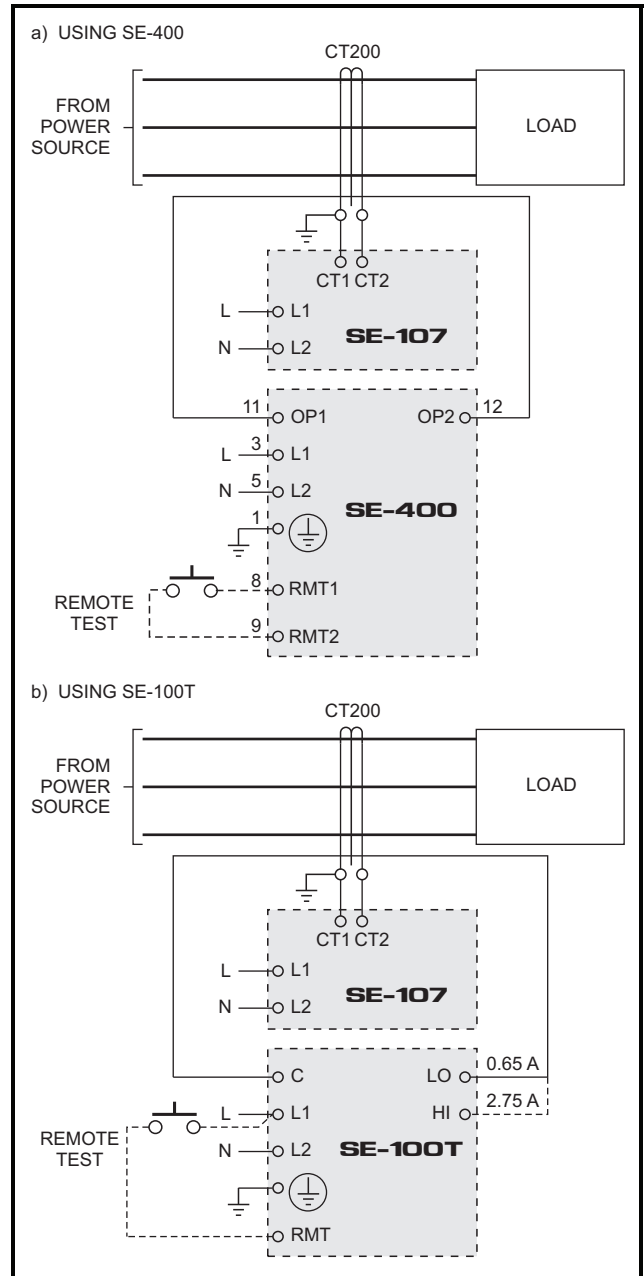 a) USING SE-400
CT200
FROM
POWER
SOURCE
LOAD
CT1 CT2
L L1
SE-107
N L2
11 OP1 OP2 12
L 3 L1
N 5 L2
SE-400
1
8 RMT1
REMOTE
TEST
9 RMT2
b) USING SE-100T
CT200
FROM
POWER
SOURCE
LOAD
CT1 CT2
L L1
SE-107
N L2
C LO 0.65 A
L L1 HI 2.75 A
REMOTE
TEST
N L2 SE-100T
RMT